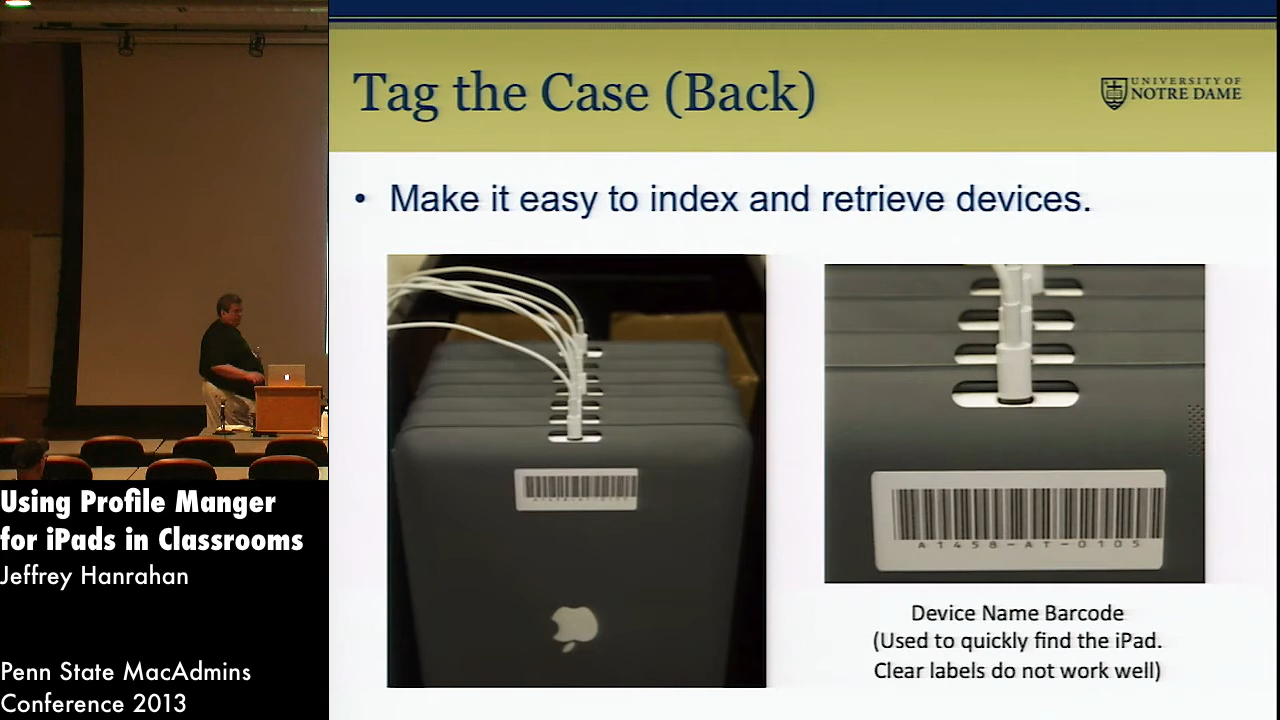 Tag the Case (Back)
UNIVERSITY OF
NOTRE DAME
• Make it easy to index and retrieve devices.
A1458-AT-0105
Device Name Barcode
(Used to quickly find the iPad.
Clear labels do not work well)
Using Profile Manger
for iPads in Classrooms
Jeffrey Hanrahan
Penn State MacAdmins
Conference 2013